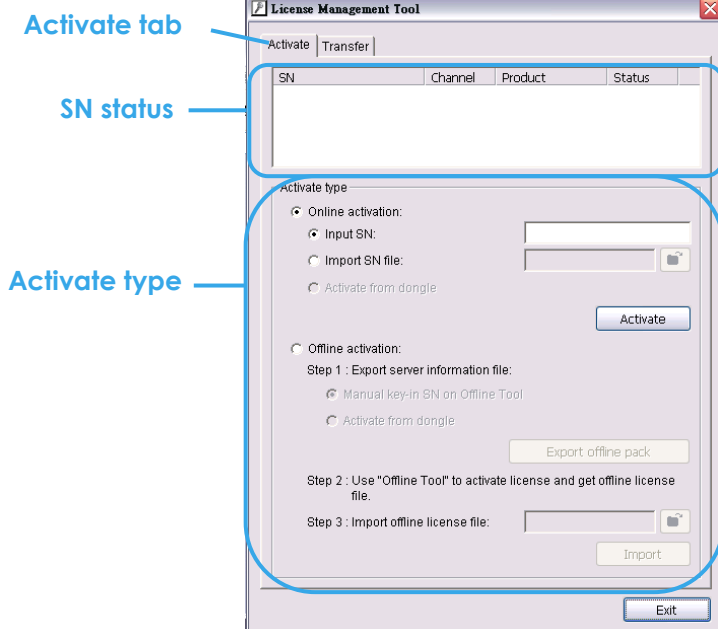 License Management Tool
Activate tab
Activate
Transfer
SN Channel Product Status
SN status
Activate type
Online activation:
Input SN:
Import SN file:
Activate type
Activate from dongle
Activate
Offline activation:
Step 1 : Export server information file:
Manual key-in SN on Offline Tool
Activate from dongle
Export offline pack
Step 2 : Use "Offline Tool" to activate license and get offline license
file.
Step 3 : Import offline license file:
Import
Exit